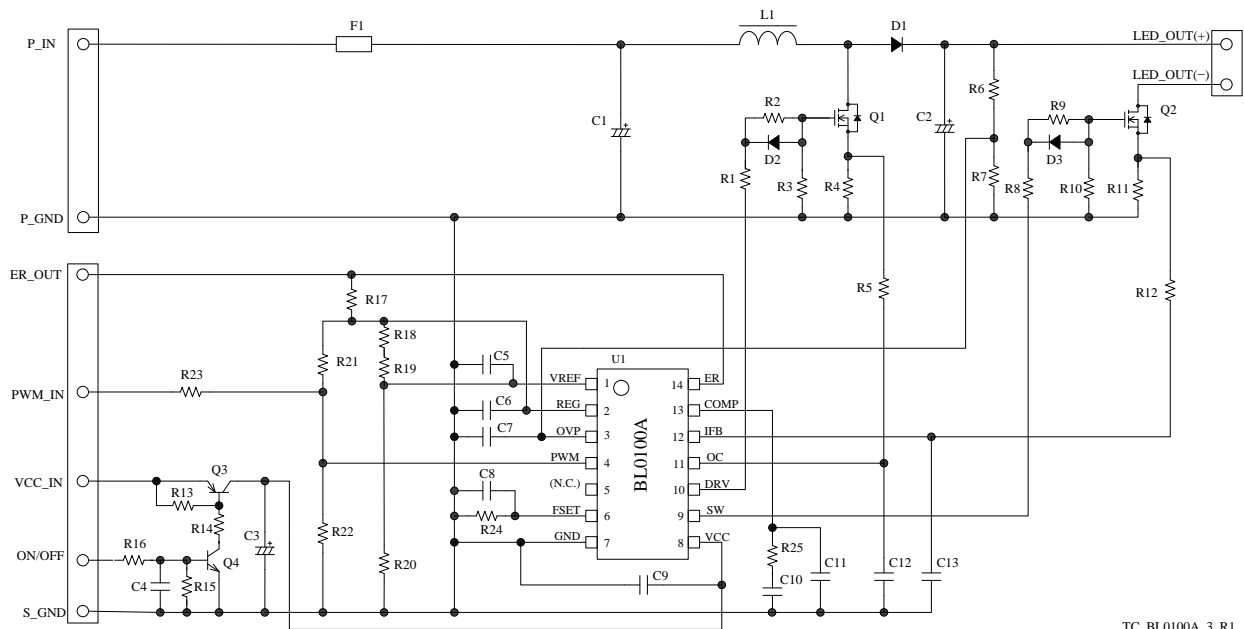 F1
L1
D1
P_IN
LED_OUT(+)
LED_OUT(−)
R6
R2
R9
C1
Q1
C2
Q2
D2
D3
R1
R3
R4
R7
R8
R10
R11
P_GND
ER_OUT
R17
R5
R12
R18
R21
R19
C5
U1
R23
VREF
1
14
ER
PWM_IN
C6
REG
2
13
COMP
C7
OVP
3
12
IFB
PWM
4
11
OC
BL0100A
Q3
C8
VCC_IN
(N.C.)
5
10
DRV
R13
R14
FSET
6
9
SW
R24
R22
C3
GND
7
8
VCC
ON/OFF
R16
Q4
R20
R25
C11
C12
C13
C4
R15
C9
C10
S_GND
TC_BL0100A_3_R1